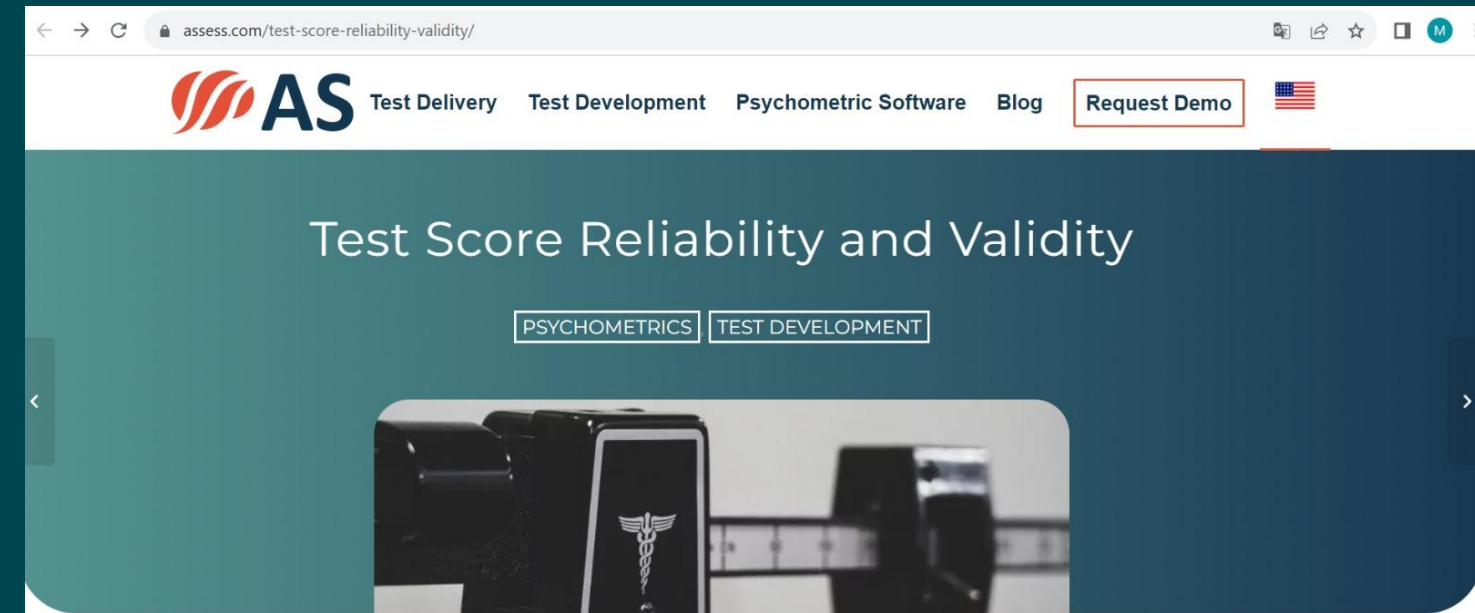 assess.com/test-score-reliability-validity/
M
AS Test Delivery Test Development Psychometric Software Blog Request Demo
Test Score Reliability and Validity
PSYCHOMETRICS, TEST DEVELOPMENT